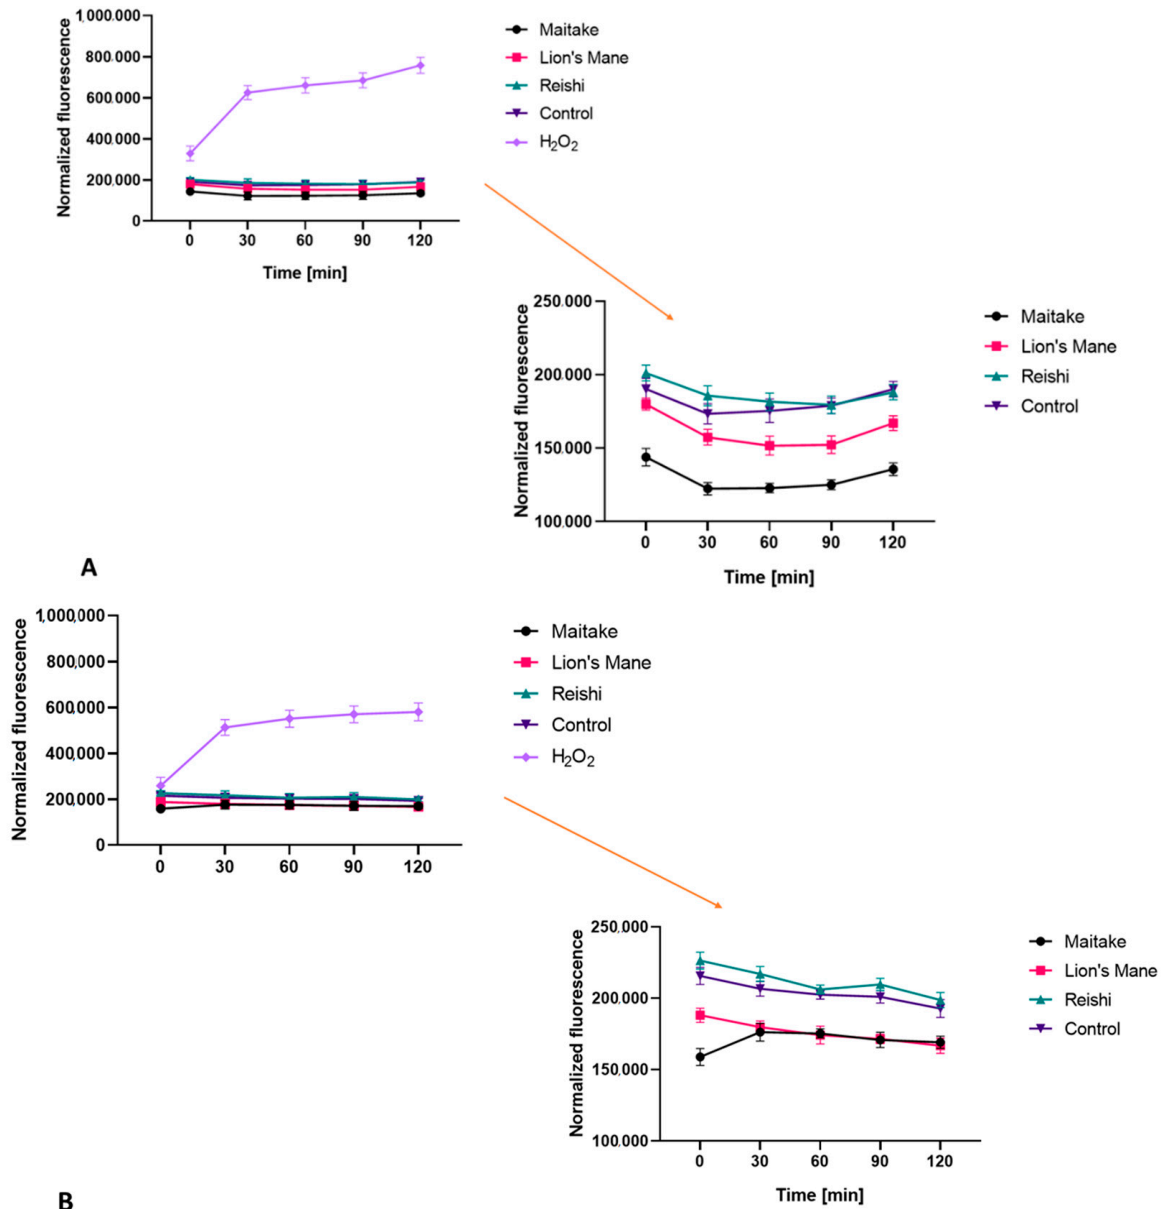 1,000,000
800,000
600,000
400,000
200,000
0
Normalized fluorescence
0 30 60 90 120
Time [min]
Maitake
Lion's Mane
Reishi
Control
H₂O₂
250,000
200,000
150,000
100,000
Normalized fluorescence
0 30 60 90 120
Time [min]
Maitake
Lion's Mane
Reishi
Control
A
1,000,000
800,000
600,000
400,000
200,000
0
Normalized fluorescence
0 30 60 90 120
Maitake
Lion's Mane
Reishi
Control
H₂O₂
250,000
200,000
150,000
100,000
Normalized fluorescence
0 30 60 90 120
Time [min]
Maitake
Lion's Mane
Reishi
Control
B